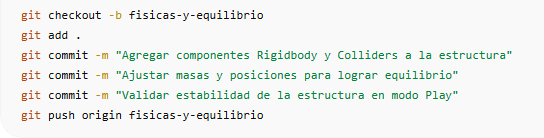 git checkout -b fisicas-y-equilibrio
git add .
git commit -m "Agregar componentes Rigidbody y Colliders a la estructura"
git commit -m "Ajustar masas y posiciones para lograr equilibrio"
git commit -m "Validar estabilidad de la estructura en modo Play"
git push origin fisicas-y-equilibrio